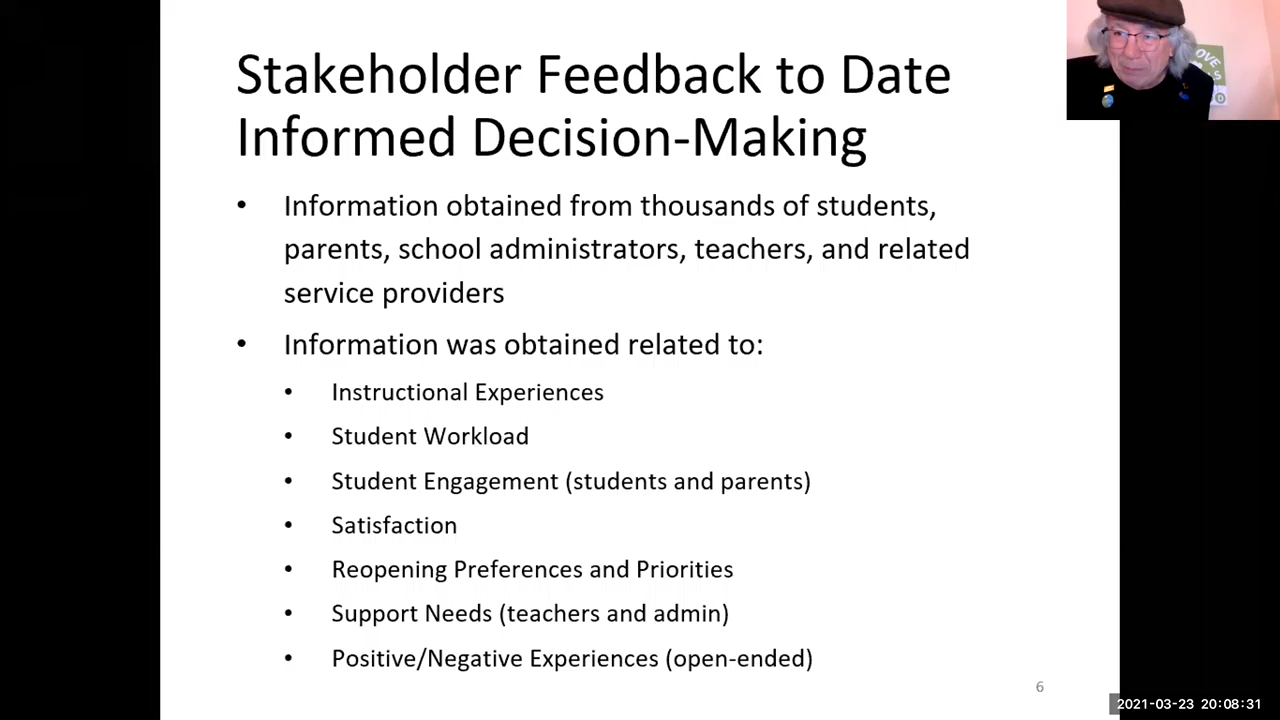 Stakeholder Feedback to Date
Informed Decision-Making
• Information obtained from thousands of students,
parents, school administrators, teachers, and related
service providers
• Information was obtained related to:
• Instructional Experiences
• Student Workload
• Student Engagement (students and parents)
• Satisfaction
• Reopening Preferences and Priorities
• Support Needs (teachers and admin)
• Positive/Negative Experiences (open-ended)
6
2021-03-23 20:08:31